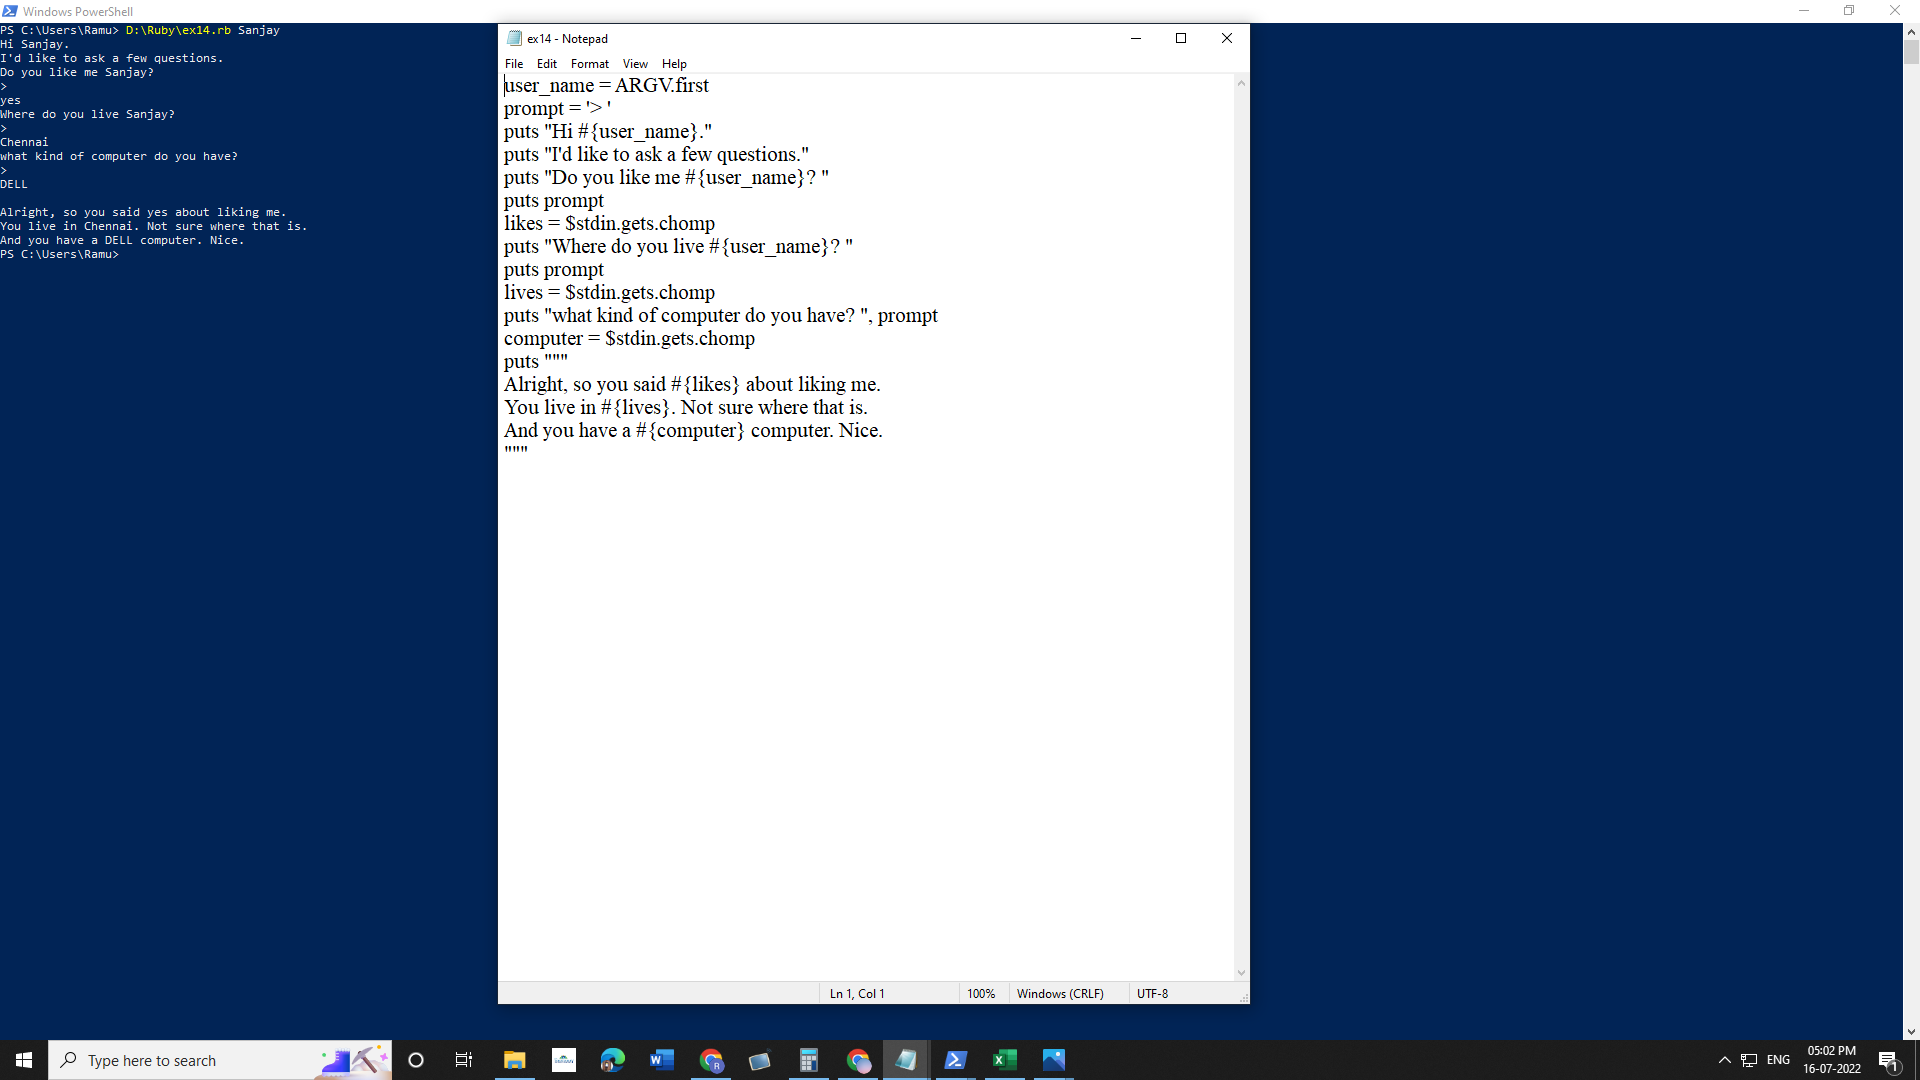 Windows PowerShell
PS C:\Users\Ramu> D:\Ruby\ex14.rb Sanjay
Hi Sanjay.
I'd like to ask a few questions.
Do you like me Sanjay?
>
yes
Where do you live Sanjay?
>
Chennai
what kind of computer do you have?
>
DELL
Alright, so you said yes about liking me.
You live in Chennai. Not sure where that is.
And you have a DELL computer. Nice.
PS C:\Users\Ramu>
ex14 - Notepad
File Edit Format View Help
user_name = ARGV.first
prompt = '> '
puts "Hi #{user_name}."
puts "I'd like to ask a few questions."
puts "Do you like me #{user_name}? "
puts prompt
likes = $stdin.gets.chomp
puts "Where do you live #{user_name}? "
puts prompt
lives = $stdin.gets.chomp
puts "what kind of computer do you have? ", prompt
computer = $stdin.gets.chomp
puts """
Alright, so you said #{likes} about liking me.
You live in #{lives}. Not sure where that is.
And you have a #{computer} computer. Nice.
"""
Ln 1, Col 1 100% Windows (CRLF) UTF-8
Type here to search
ENG
05:02 PM
16-07-2022
1